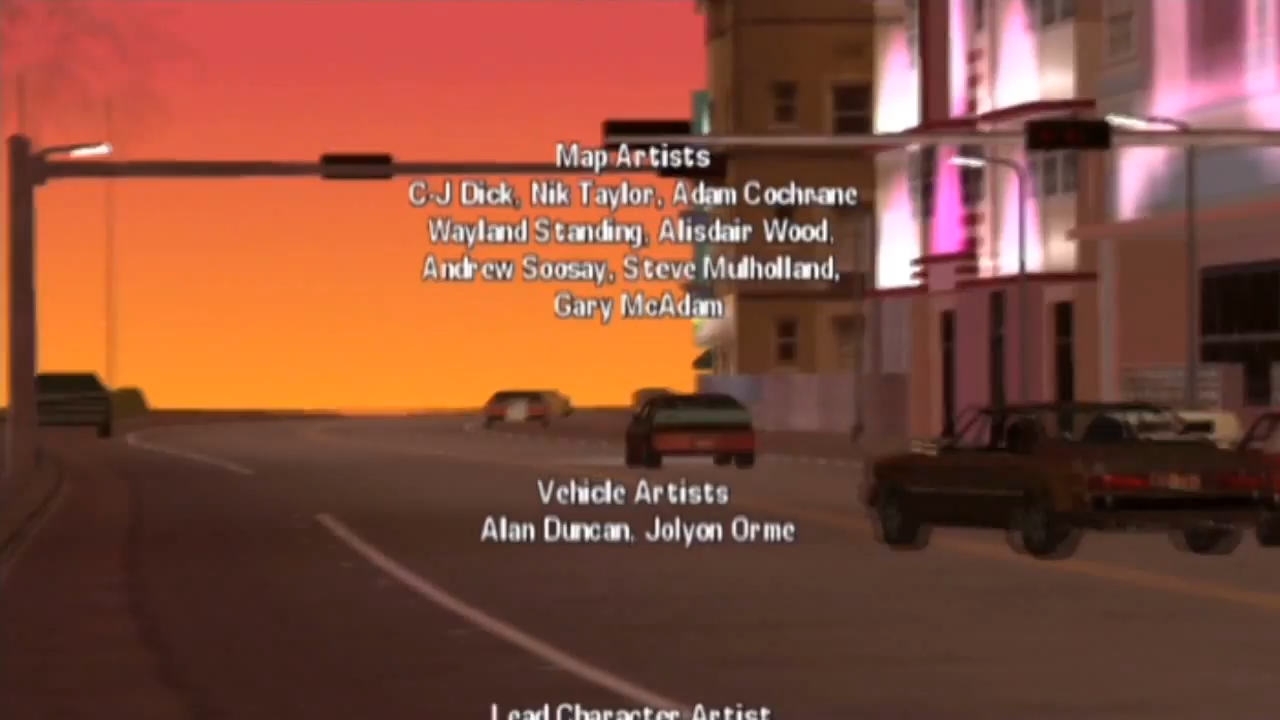 Map Artists
C-J Dick, Nik Taylor, Adam Cochrane
Wayland Standing, Alisdair Wood,
Andrew Soosay, Steve Mulholland,
Gary McAdam
Vehicle Artists
Alan Duncan, Jolyon Orme
Lead Character Artist